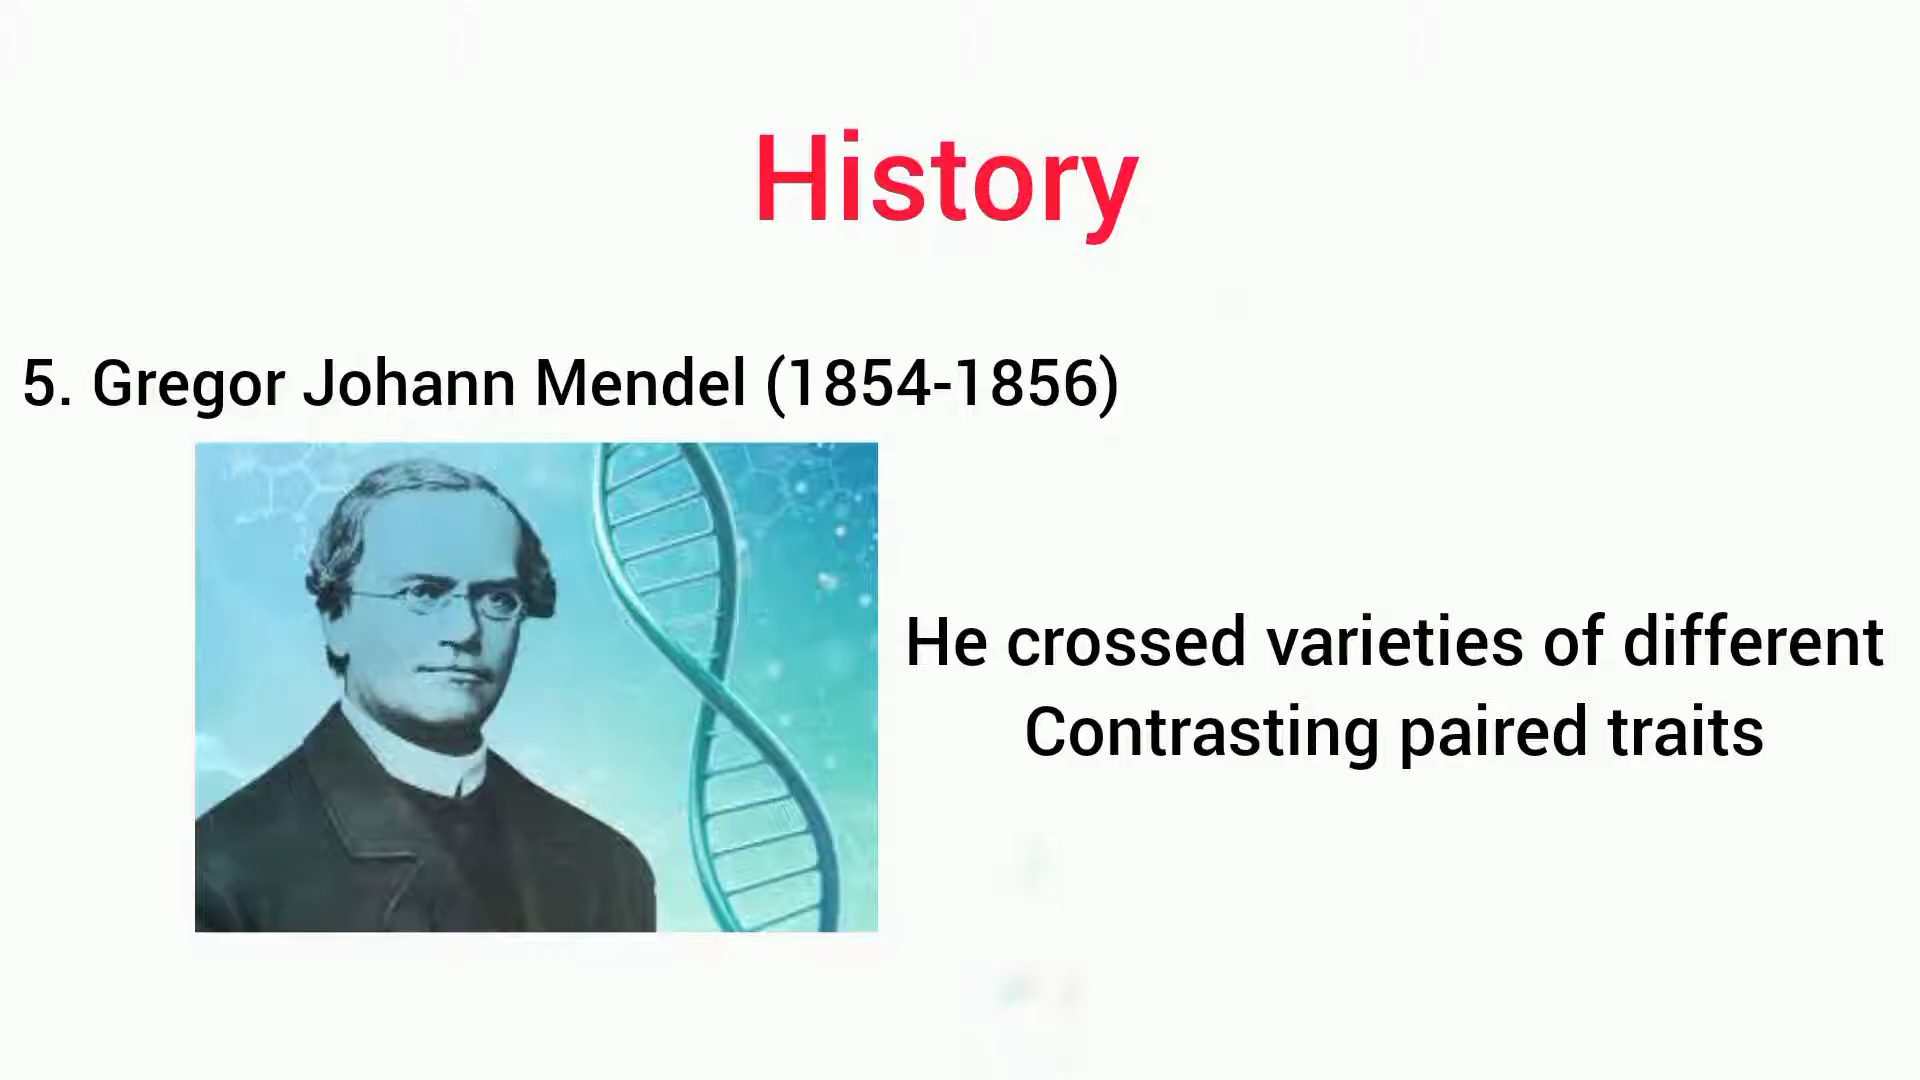 History
5. Gregor Johann Mendel (1854-1856)
He crossed varieties of different
Contrasting paired traits